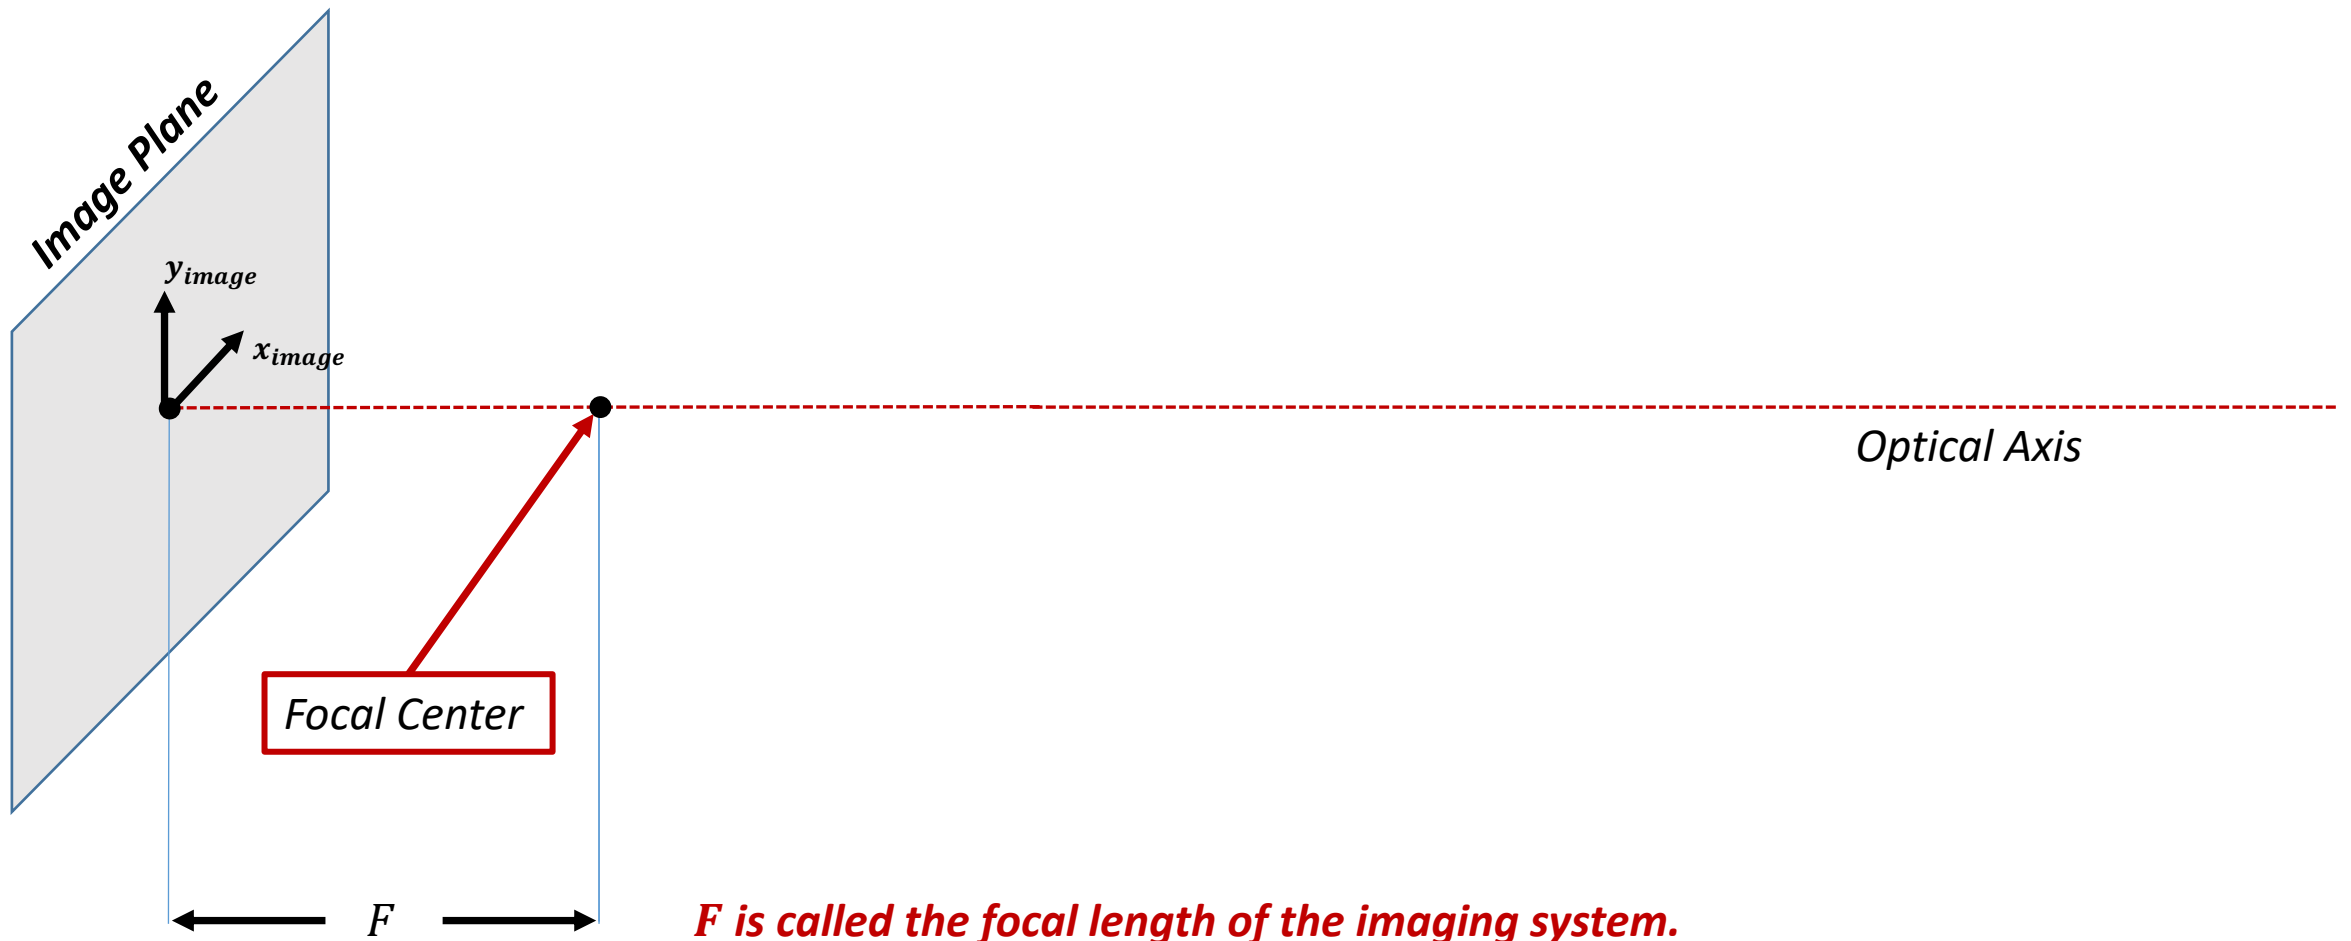 Image Plane
y_image
x_image
Optical Axis
Focal Center
F
F is called the focal length of the imaging system.